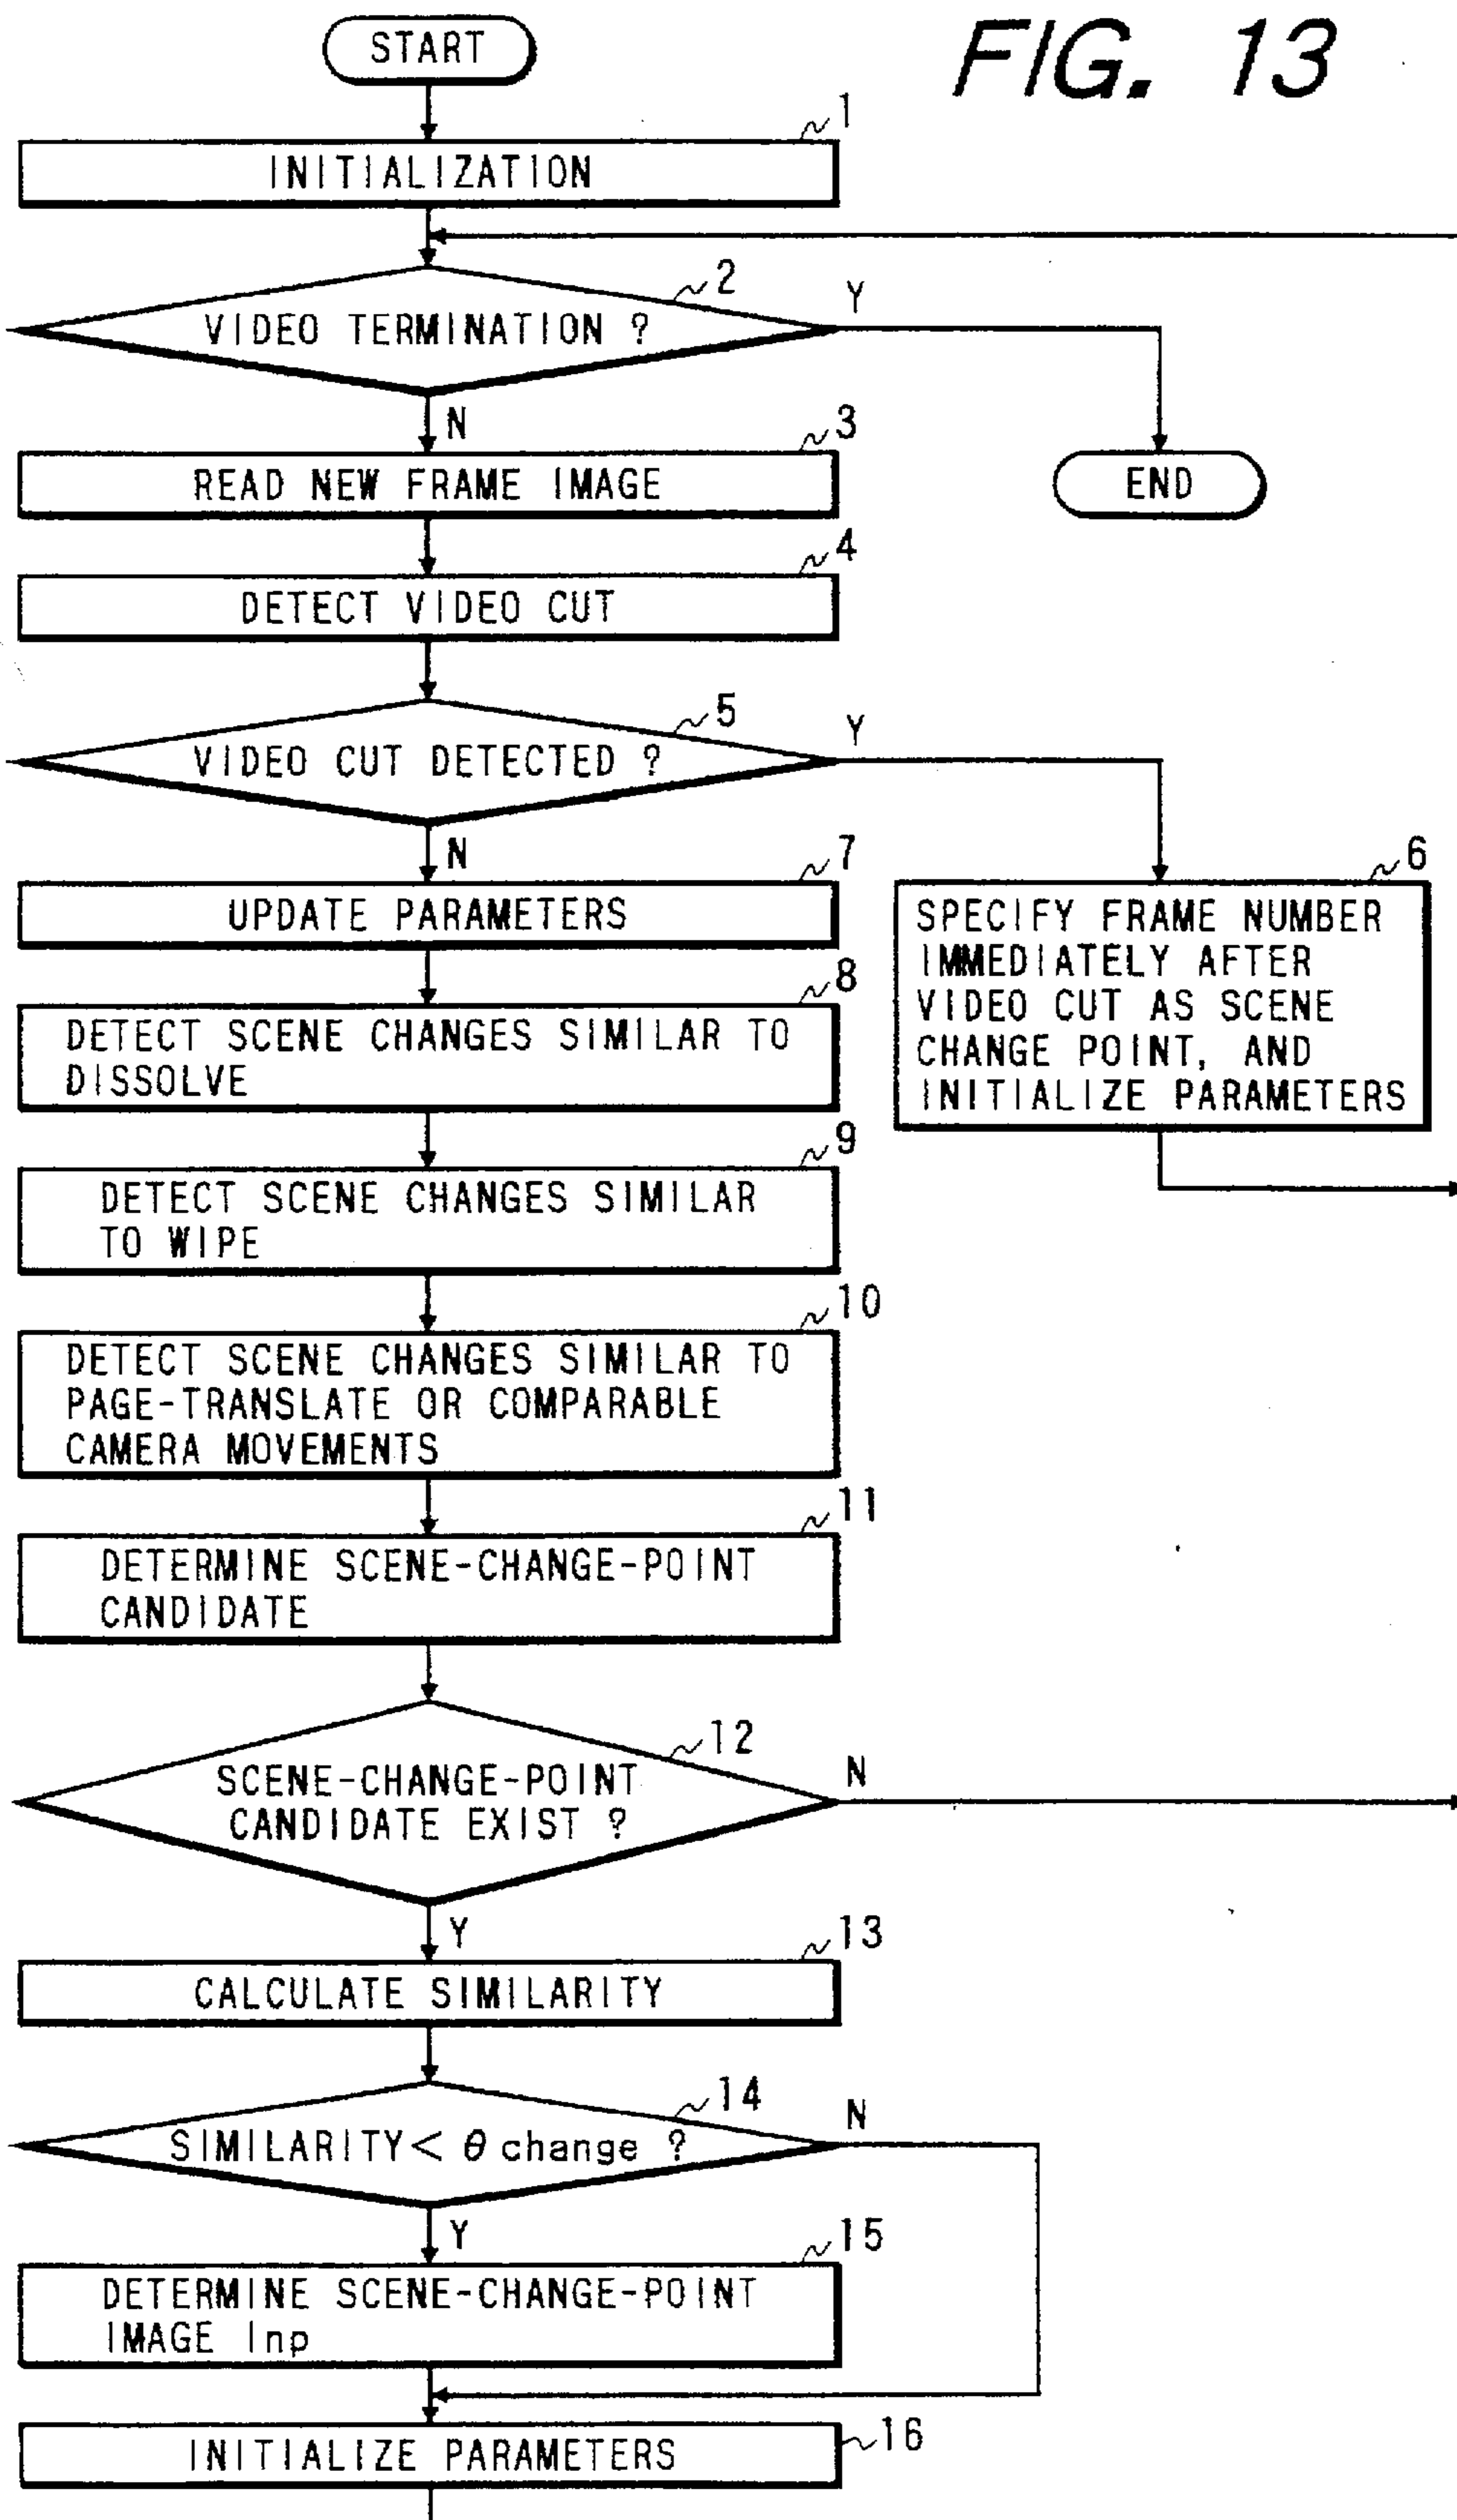 FIG. 13
START
1
INITIALIZATION
2
VIDEO TERMINATION ?
Y
N
END
3
READ NEW FRAME IMAGE
4
DETECT VIDEO CUT
5
VIDEO CUT DETECTED ?
Y
N
6
SPECIFY FRAME NUMBER
IMMEDIATELY AFTER
VIDEO CUT AS SCENE
CHANGE POINT, AND
INITIALIZE PARAMETERS
7
UPDATE PARAMETERS
8
DETECT SCENE CHANGES SIMILAR TO
DISSOLVE
9
DETECT SCENE CHANGES SIMILAR
TO WIPE
10
DETECT SCENE CHANGES SIMILAR TO
PAGE-TRANSLATE OR COMPARABLE
CAMERA MOVEMENTS
11
DETERMINE SCENE-CHANGE-POINT
CANDIDATE
12
SCENE-CHANGE-POINT
CANDIDATE EXIST ?
N
Y
13
CALCULATE SIMILARITY
14
SIMILARITY< θ change ?
N
Y
15
DETERMINE SCENE-CHANGE-POINT
IMAGE Inp
16
INITIALIZE PARAMETERS